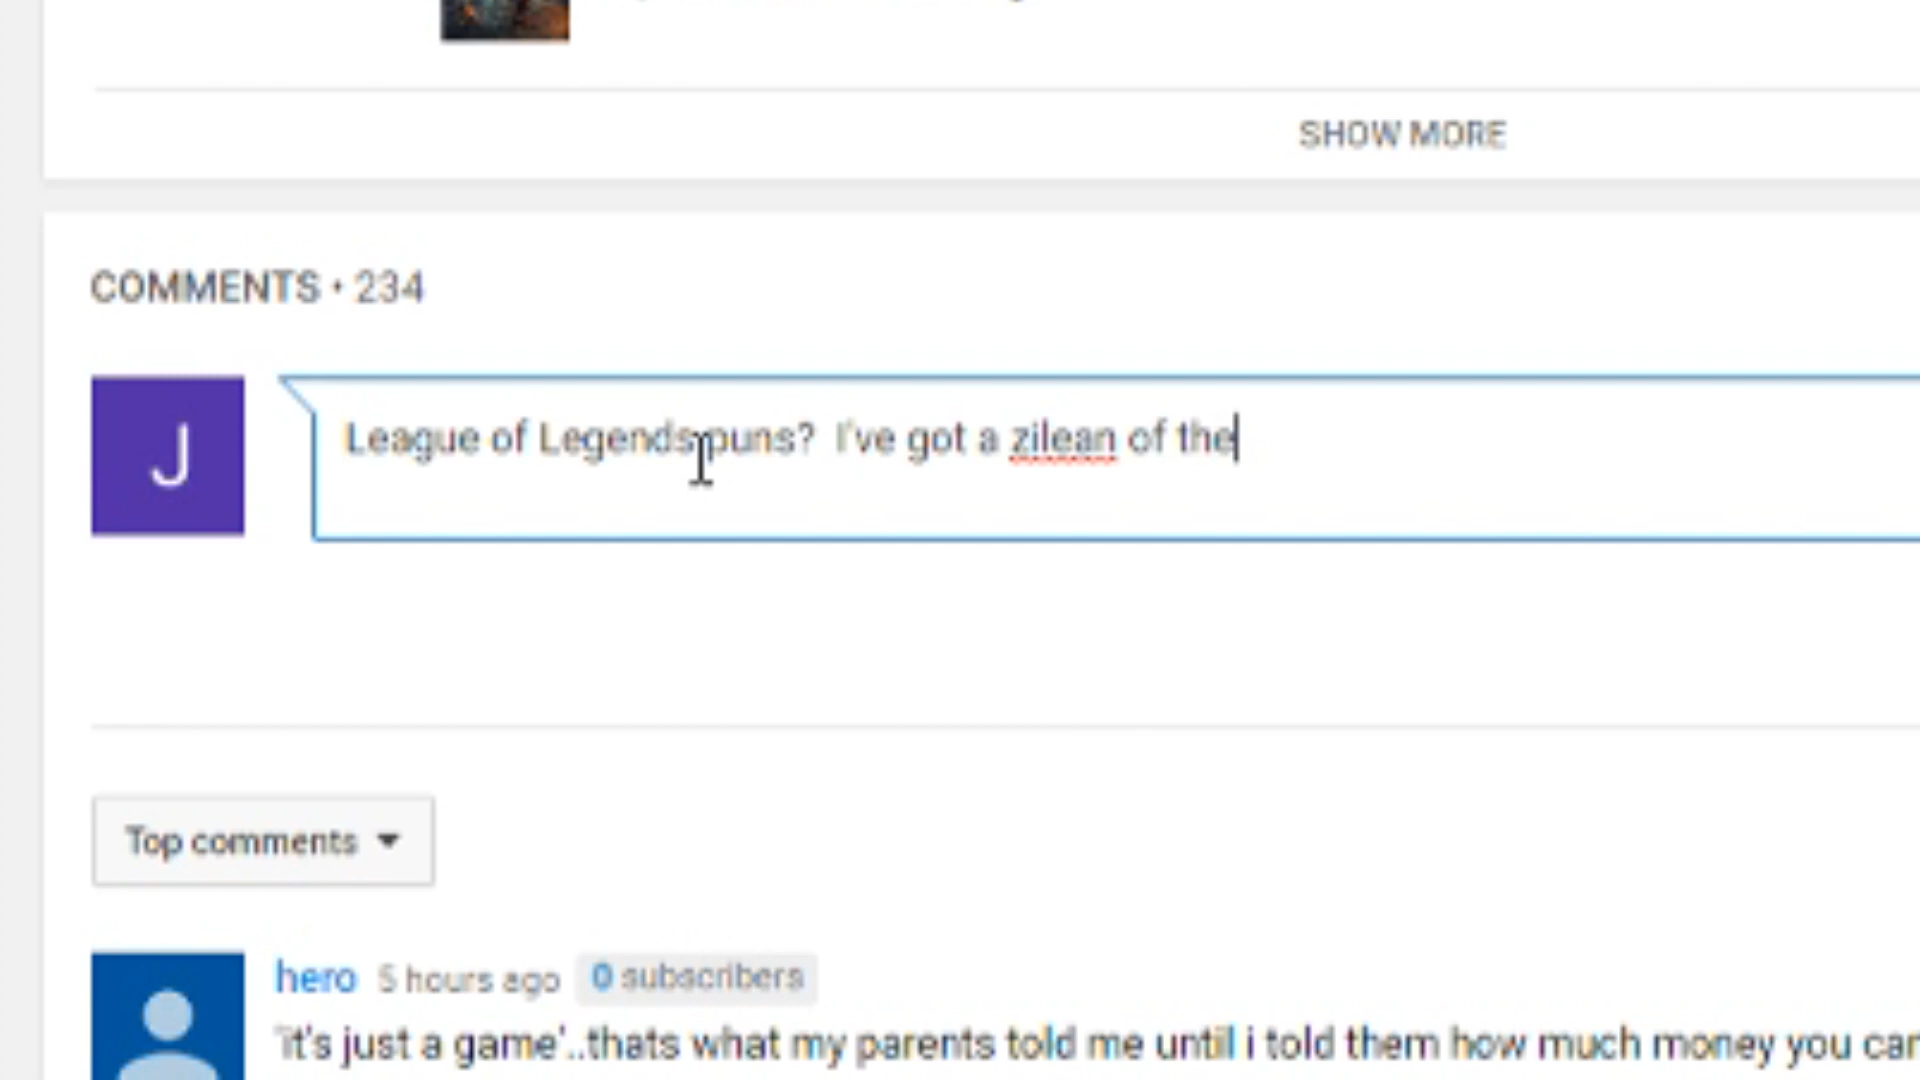 SHOW MORE
COMMENTS • 234
J
League of Legends puns?  I've got a zilean of the
Top comments
hero 5 hours ago 0 subscribers
'it's just a game'..thats what my parents told me until i told them how much money you can